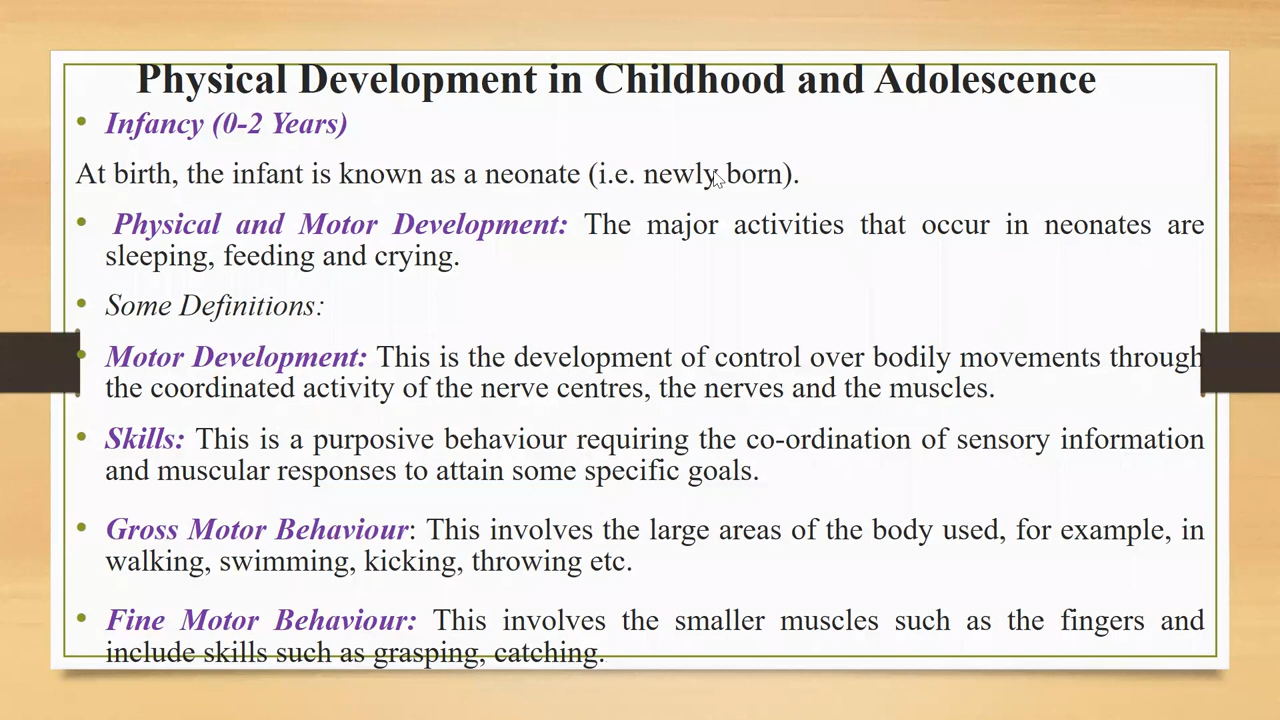 Physical Development in Childhood and Adolescence
• Infancy (0-2 Years)
At birth, the infant is known as a neonate (i.e. newly born).
• Physical and Motor Development: The major activities that occur in neonates are
sleeping, feeding and crying.
• Some Definitions:
• Motor Development: This is the development of control over bodily movements through
the coordinated activity of the nerve centres, the nerves and the muscles.
• Skills: This is a purposive behaviour requiring the co-ordination of sensory information
and muscular responses to attain some specific goals.
• Gross Motor Behaviour: This involves the large areas of the body used, for example, in
walking, swimming, kicking, throwing etc.
• Fine Motor Behaviour: This involves the smaller muscles such as the fingers and
include skills such as grasping, catching.